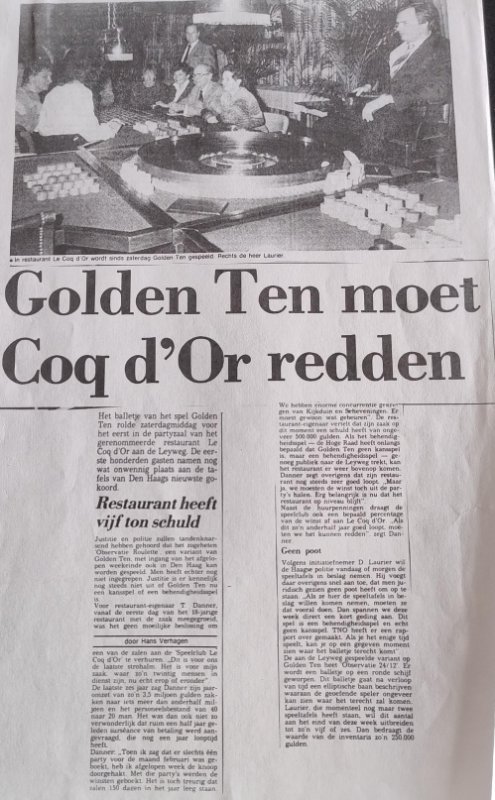 In restaurant Le Coq d'Or wordt sinds zaterdag Golden Ten gespeeld. Rechts de heer Laurier.
Golden Ten moet
Coq d'Or redden
Het balletje van het spel Golden
Ten rolde zaterdagmiddag voor
het eerst in de partyzaal van het
gerenommeerde restaurant Le
Coq d'Or aan de Leyweg. De eer-
ste honderden gasten namen nog
wat onwennig plaats aan de ta-
fels van Den Haags nieuwste go-
koord.
Restaurant heeft
vijf ton schuld
Justitie en politie zullen tandenknar-
send hebben gehoord dat het zogeheten
'Observatie Roulette' een variant van
Golden Ten, met ingang van het afgelo-
pen weekeinde ook in Den Haag kan
worden gespeeld. Men heeft echter nog
niet ingegrepen. Justitie is er kennelijk
nog steeds niet uit of Golden Ten nu
een kansspel of een behendigheidsspel
is.
Voor restaurant-eigenaar T. Danner,
vanaf de eerste dag van het 18-jarige
restaurant met de zaak meegegroeid,
was het geen moeilijke beslissing om
door Hans Verhagen
een van de zalen aan de 'Speelclub Le
Coq d'Or' te verhuren. „Dit is voor ons
de laatste strohalm. Het is voor mijn
zaak, waar zo'n twintig mensen in
dienst zijn, nu echt erop of eronder"
De laatste zes jaar zag Danner zijn jaar-
omzet van zo'n 3,5 miljoen gulden zak-
ken naar iets meer dan anderhalf mil-
joen en het personeelsbestand van 60
naar 20 man. Het was dan ook niet zo
verwonderlijk dat ruim een half jaar ge-
leden surséance van betaling werd aan-
gevraagd, die nog een jaar looptijd
heeft.
Danner: „Toen ik zag dat er slechts één
party voor de maand februari was ge-
boekt, heb ik afgelopen week de knoop
doorgehakt. Met die party's werden de
winsten geboekt. Het is toch treurig dat
zalen 150 dagen in het jaar leeg staan.
We hebben enorme concurrentie gekre-
gen van Kijkduin en Scheveningen. Er
moest gewoon wat gebeuren". De res-
taurant-eigenaar vertelt dat zijn zaak op
dit moment een schuld heeft van onge-
veer 500.000 gulden. Als het behendig-
heidsspel — de Hoge Raad heeft onlangs
bepaald dat Golden Ten geen kansspel
is, maar een behendigheidsspel — ge-
noeg publiek naar de Leyweg trekt, kan
het restaurant er weer bovenop komen.
Danner zegt overigens dat zijn restau-
rant nog steeds zeer goed loopt. „Maar
ja, we moesten de winst toch uit de par-
ty's halen. Erg belangrijk is nu dat het
restaurant op niveau blijft".
Naast de huurpenningen draagt de
speelclub ook een bepaald percentage
van de winst af aan Le Coq d'Or. „Als
dit zo'n anderhalf jaar goed loopt, moe-
ten we het kunnen redden" zegt Dan-
ner.
Geen poot
Volgens initiatiefnemer D. Laurier wil
de Haagse politie vandaag of morgen de
speeltafels in beslag nemen. Hij voegt
daar overigens snel aan toe, dat men ju-
ridisch gezien geen poot heeft om op te
staan. „Als ze hier de speeltafels in be-
slag willen komen nemen, moeten ze
dat vooral doen. Dan spannen we deze
week direct een kort geding aan. Dit
spel is een behendigheidsspel en echt
geen kansspel. TNO heeft er een rap-
port over gemaakt. Als je het enige tijd
speelt, kan je op een gegeven moment
zien waar het balletje terecht komt".
De aan de Leyweg gespeelde variant op
Golden Ten heet 'Observatie 24/12'. Er
wordt een balletje op een ronde schijf
geworpen. Dit balletje gaat na verloop
van tijd een elliptische baan beschrijven
waaraan de geoefende speler ongeveer
kan zien waar het terecht zal komen.
Laurier, die momenteel nog maar twee
speeltafels heeft staan, wil dit aantal
aan het eind van deze week uitbreiden
tot zo'n vijf of zes. Dan bedraagt de
waarde van de inventaris zo'n 250.000
gulden.